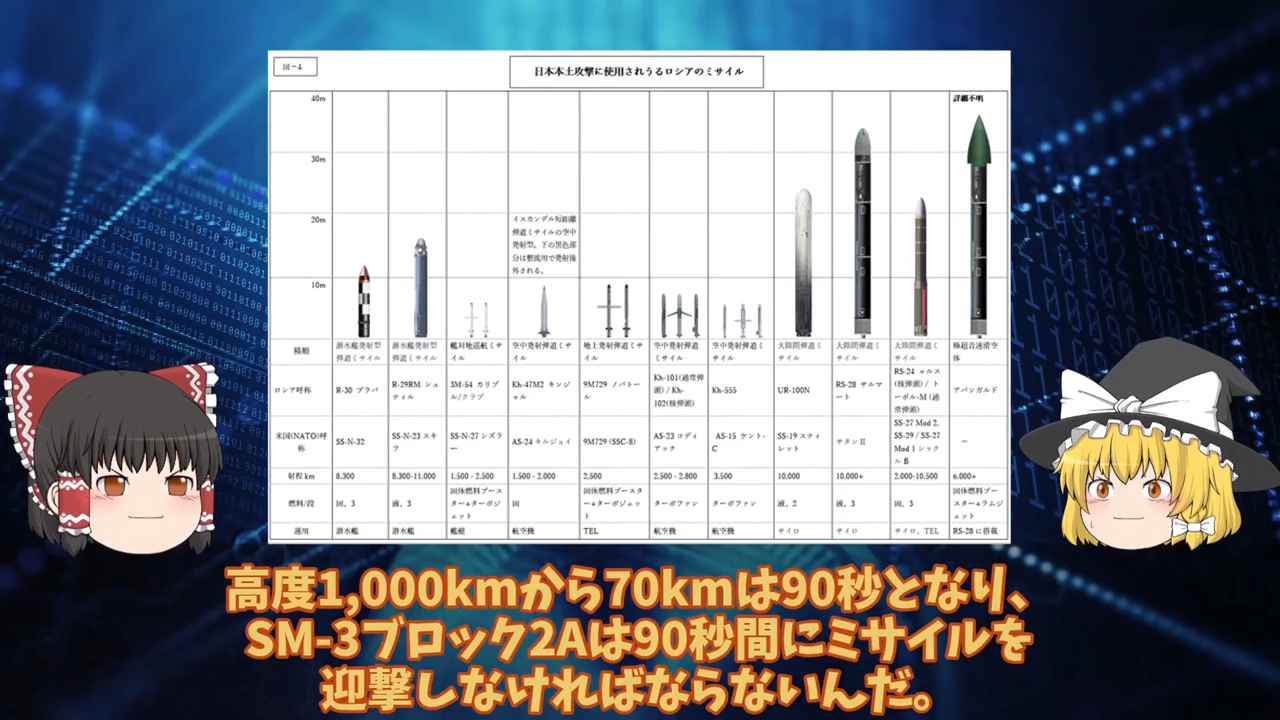 図-4
日本本土攻撃に使用されうるロシアのミサイル
40m
30m
20m
10m
詳細不明
イスカンデル短距離
弾道ミサイルの空中
発射型。下の黒色部
分は整流用で発射後
外される。
種類
潜水艦発射型
弾道ミサイル
潜水艦発射型
弾道ミサイル
艦対地巡航ミサ
イル
空中発射弾道ミサ
イル
地上発射弾道ミサ
イル
空中発射弾道
ミサイル
空中発射弾道ミ
サイル
大陸間弾道ミ
サイル
大陸間弾道ミ
サイル
大陸間弾道ミ
サイル
極超音速滑空
体
ロシア呼称
R-30 ブラバ
R-29RM シュ
ティル
3M-54 カリブ
ル/クラブ
Kh-47M2 キンジ
ャル
9M729 ノバトー
ル
Kh-101(通常弾
頭) / Kh-
102(核弾頭)
Kh-555
UR-100N
RS-28 サルマ
ート
RS-24 ヤルス
(核弾頭) / ト
ーポル-M (通
常弾頭)
アバンガルド
米国(NATO)呼
称
SS-N-32
SS-N-23 スキ
フ
SS-N-27 シズラ
ー
AS-24 キルジョイ
9M729 (SSC-8)
AS-23 コディ
アック
AS-15 ケント-
C
SS-19 スティ
レット
サタンⅡ
SS-27 Mod 2.
SS-29 / SS-27
Mod 1 シック
ル B
－
射程 km
8.300
8.300-11.000
1.500 - 2.500
1.500 - 2.000
2.500
2.500 - 2.800
3.500
10.000
10.000+
2.000-10.500
6.000+
燃料/段
固、3
液、3
固体燃料ブース
ター+ターボジ
ェット
固
固体燃料ブースタ
ー+ターボジェッ
ト
ターボファン
ターボファン
液、2
液、3
固、3
固体燃料ブー
スター+ラムジ
ェット
運用
潜水艦
潜水艦
艦艇
航空機
TEL
航空機
航空機
サイロ
サイロ
サイロ、TEL
RS-28 に搭載
高度1,000kmから70kmは90秒となり、
SM-3ブロック2Aは90秒間にミサイルを
迎撃しなければならないんだ。